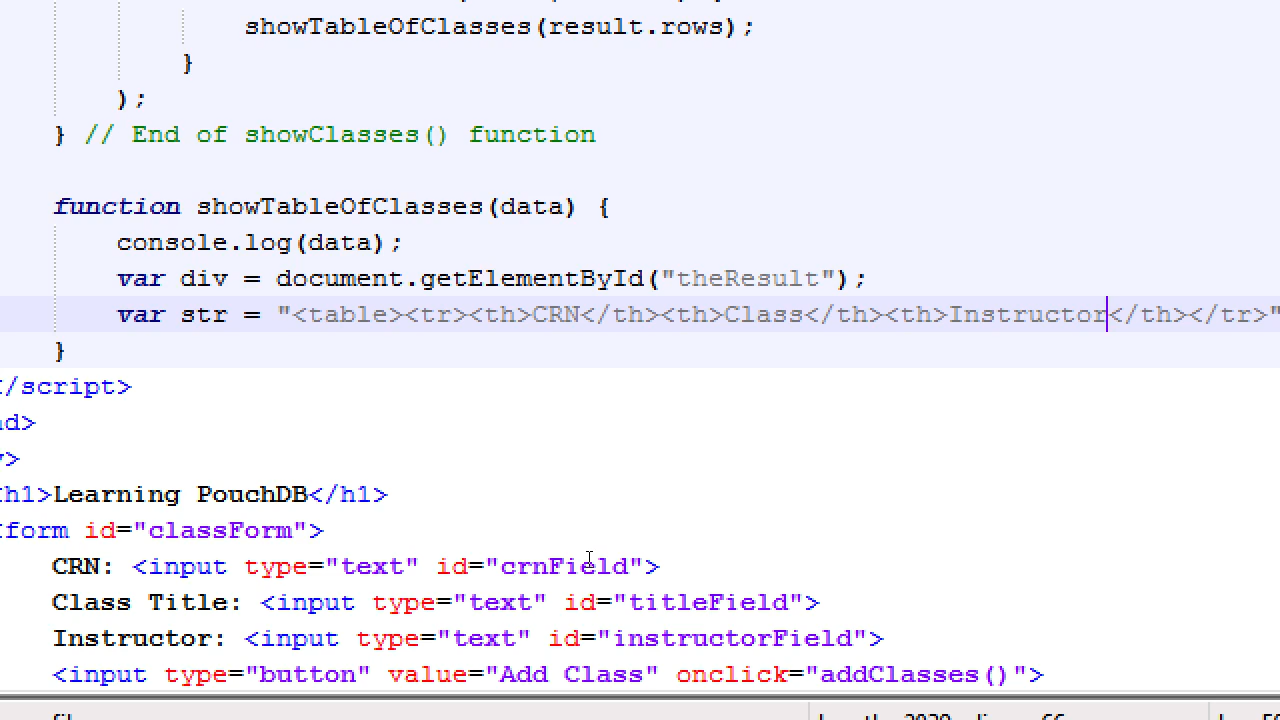 showTableOfClasses(result.rows);
}
);
} // End of showClasses() function
function showTableOfClasses(data) {
console.log(data);
var div = document.getElementById("theResult");
var str = "<table><tr><th>CRN</th><th>Class</th><th>Instructor</th></tr>"
/script>
>
>
h1>Learning PouchDB</h1>
form id="classForm">
CRN: <input type="text" id="crnField">
Class Title: <input type="text" id="titleField">
Instructor: <input type="text" id="instructorField">
<input type="button" value="Add Class" onclick="addClasses()">